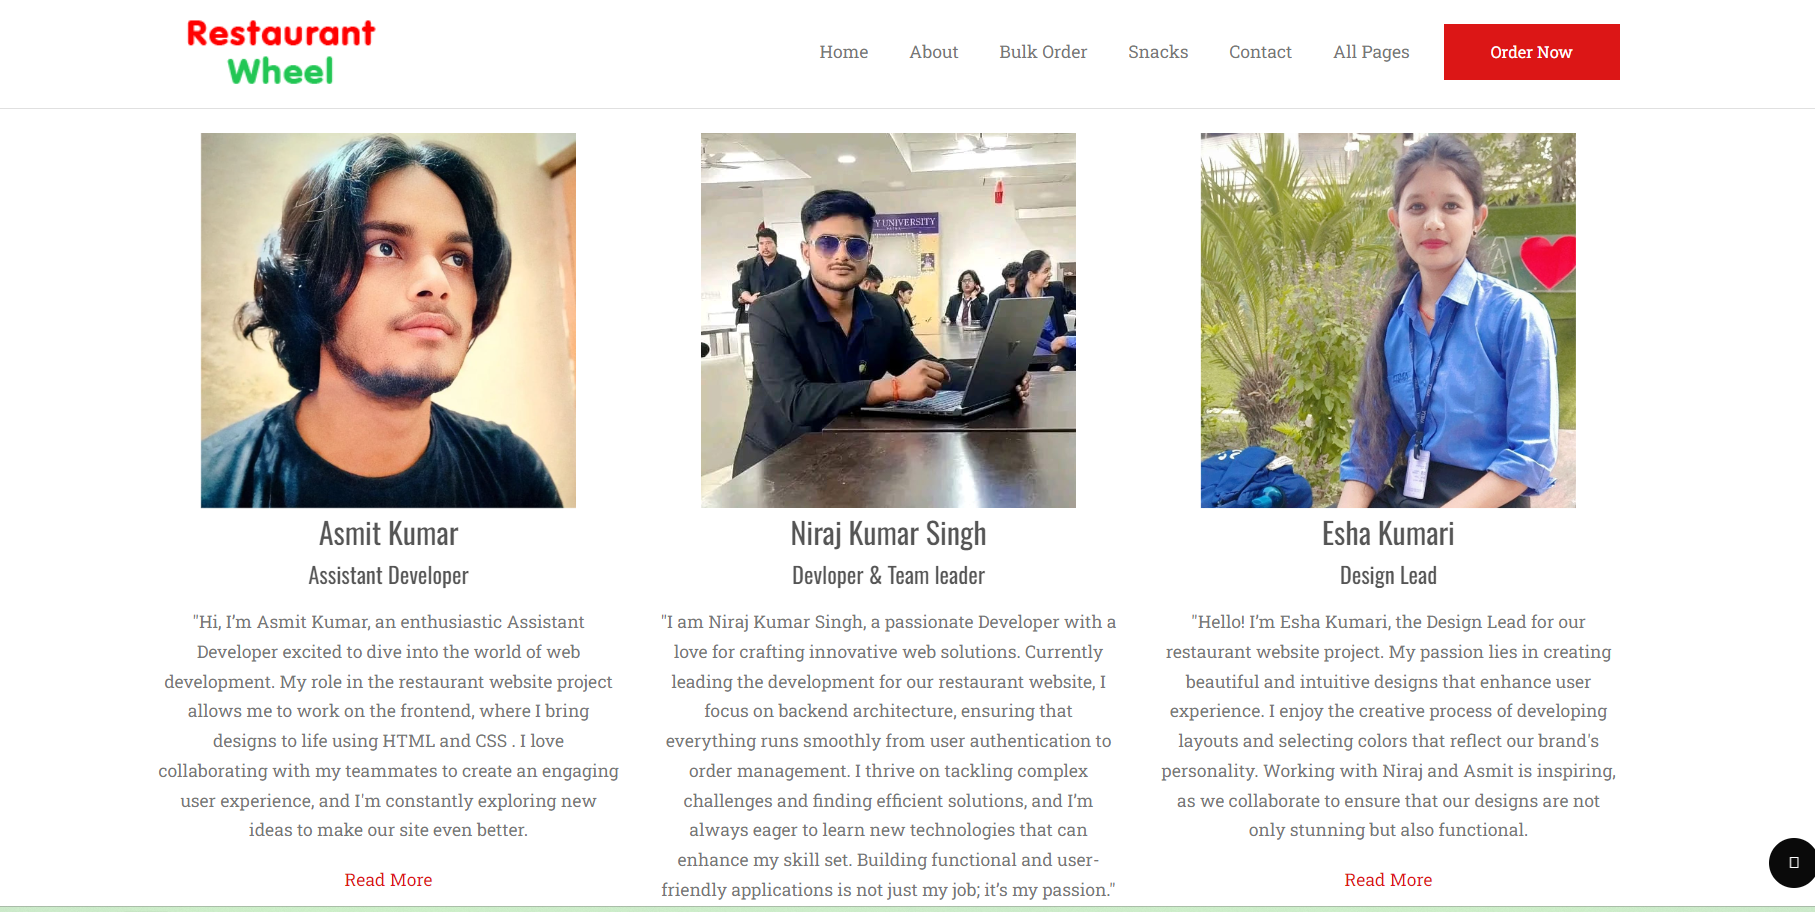 Restaurant
Wheel
Home
About
Bulk Order
Snacks
Contact
All Pages
Order Now
Y UNIVERSITY
Asmit Kumar
Assistant Developer
"Hi, I’m Asmit Kumar, an enthusiastic Assistant
Developer excited to dive into the world of web
development. My role in the restaurant website project
allows me to work on the frontend, where I bring
designs to life using HTML and CSS . I love
collaborating with my teammates to create an engaging
user experience, and I'm constantly exploring new
ideas to make our site even better.
Read More
Niraj Kumar Singh
Devloper & Team leader
"I am Niraj Kumar Singh, a passionate Developer with a
love for crafting innovative web solutions. Currently
leading the development for our restaurant website, I
focus on backend architecture, ensuring that
everything runs smoothly from user authentication to
order management. I thrive on tackling complex
challenges and finding efficient solutions, and I’m
always eager to learn new technologies that can
enhance my skill set. Building functional and user-
friendly applications is not just my job; it’s my passion."
Esha Kumari
Design Lead
"Hello! I’m Esha Kumari, the Design Lead for our
restaurant website project. My passion lies in creating
beautiful and intuitive designs that enhance user
experience. I enjoy the creative process of developing
layouts and selecting colors that reflect our brand's
personality. Working with Niraj and Asmit is inspiring,
as we collaborate to ensure that our designs are not
only stunning but also functional.
Read More